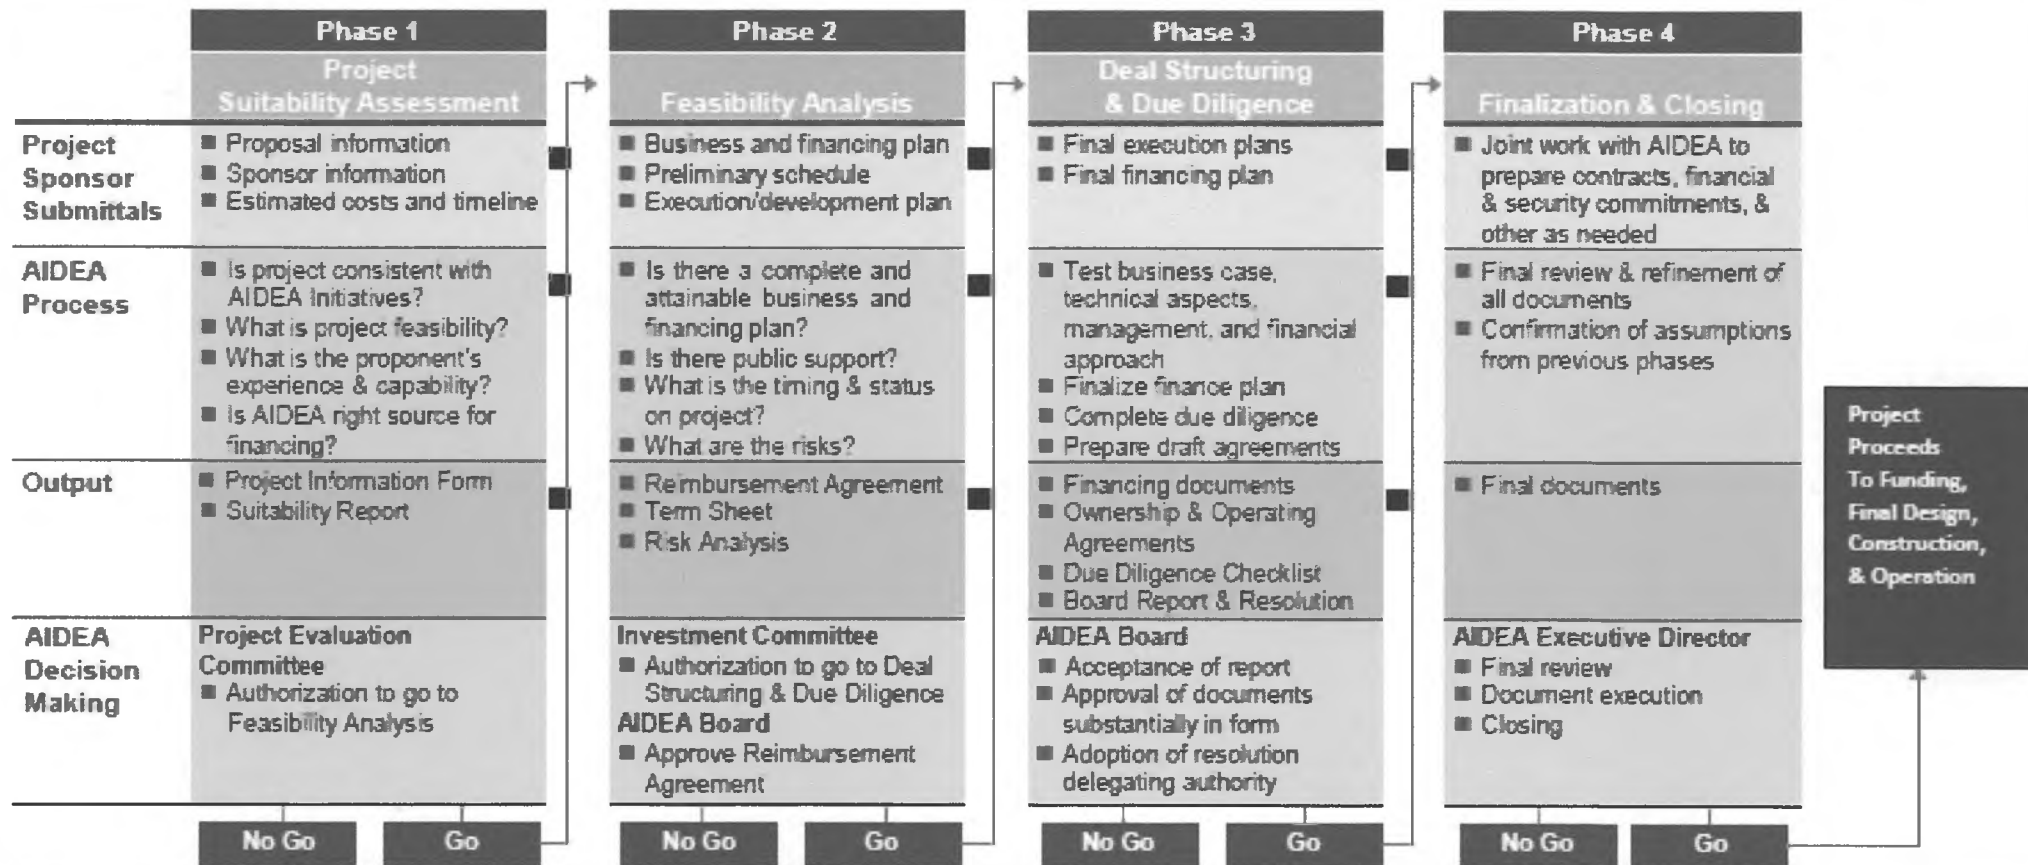 Phase 1
Phase 2
Phase 3
Phase 4
Project
Suitability Assessment
Feasibility Analysis
Deal Structuring
& Due Diligence
Finalization & Closing
Project
Sponsor
Submittals
■ Proposal information
■ Sponsor information
■ Estimated costs and timeline
■ Business and financing plan
■ Preliminary schedule
■ Execution/development plan
■ Final execution plans
■ Final financing plan
■ Joint work with AIDEA to
prepare contracts, financial
& security commitments, &
other as needed
AIDEA
Process
■ Is project consistent with
AIDEA Initiatives?
■ What is project feasibility?
■ What is the proponent's
experience & capability?
■ Is AIDEA right source for
financing?
■ Is there a complete and
attainable business and
financing plan?
■ Is there public support?
■ What is the timing & status
on project?
■ What are the risks?
■ Test business case,
technical aspects,
management, and financial
approach
■ Finalize finance plan
■ Complete due diligence
■ Prepare draft agreements
■ Final review & refinement of
all documents
■ Confirmation of assumptions
from previous phases
Output
■ Project Information Form
■ Suitability Report
■ Reimbursement Agreement
■ Term Sheet
■ Risk Analysis
■ Financing documents
■ Ownership & Operating
Agreements
■ Due Diligence Checklist
■ Board Report & Resolution
■ Final documents
AIDEA
Decision
Making
Project Evaluation
Committee
■ Authorization to go to
Feasibility Analysis
Investment Committee
■ Authorization to go to Deal
Structuring & Due Diligence
AIDEA Board
■ Approve Reimbursement
Agreement
AIDEA Board
■ Acceptance of report
■ Approval of documents
substantially in form
■ Adoption of resolution
delegating authority
AIDEA Executive Director
■ Final review
■ Document execution
■ Closing
No Go
Go
No Go
Go
No Go
Go
No Go
Go
Project
Proceeds
To Funding,
Final Design,
Construction,
& Operation